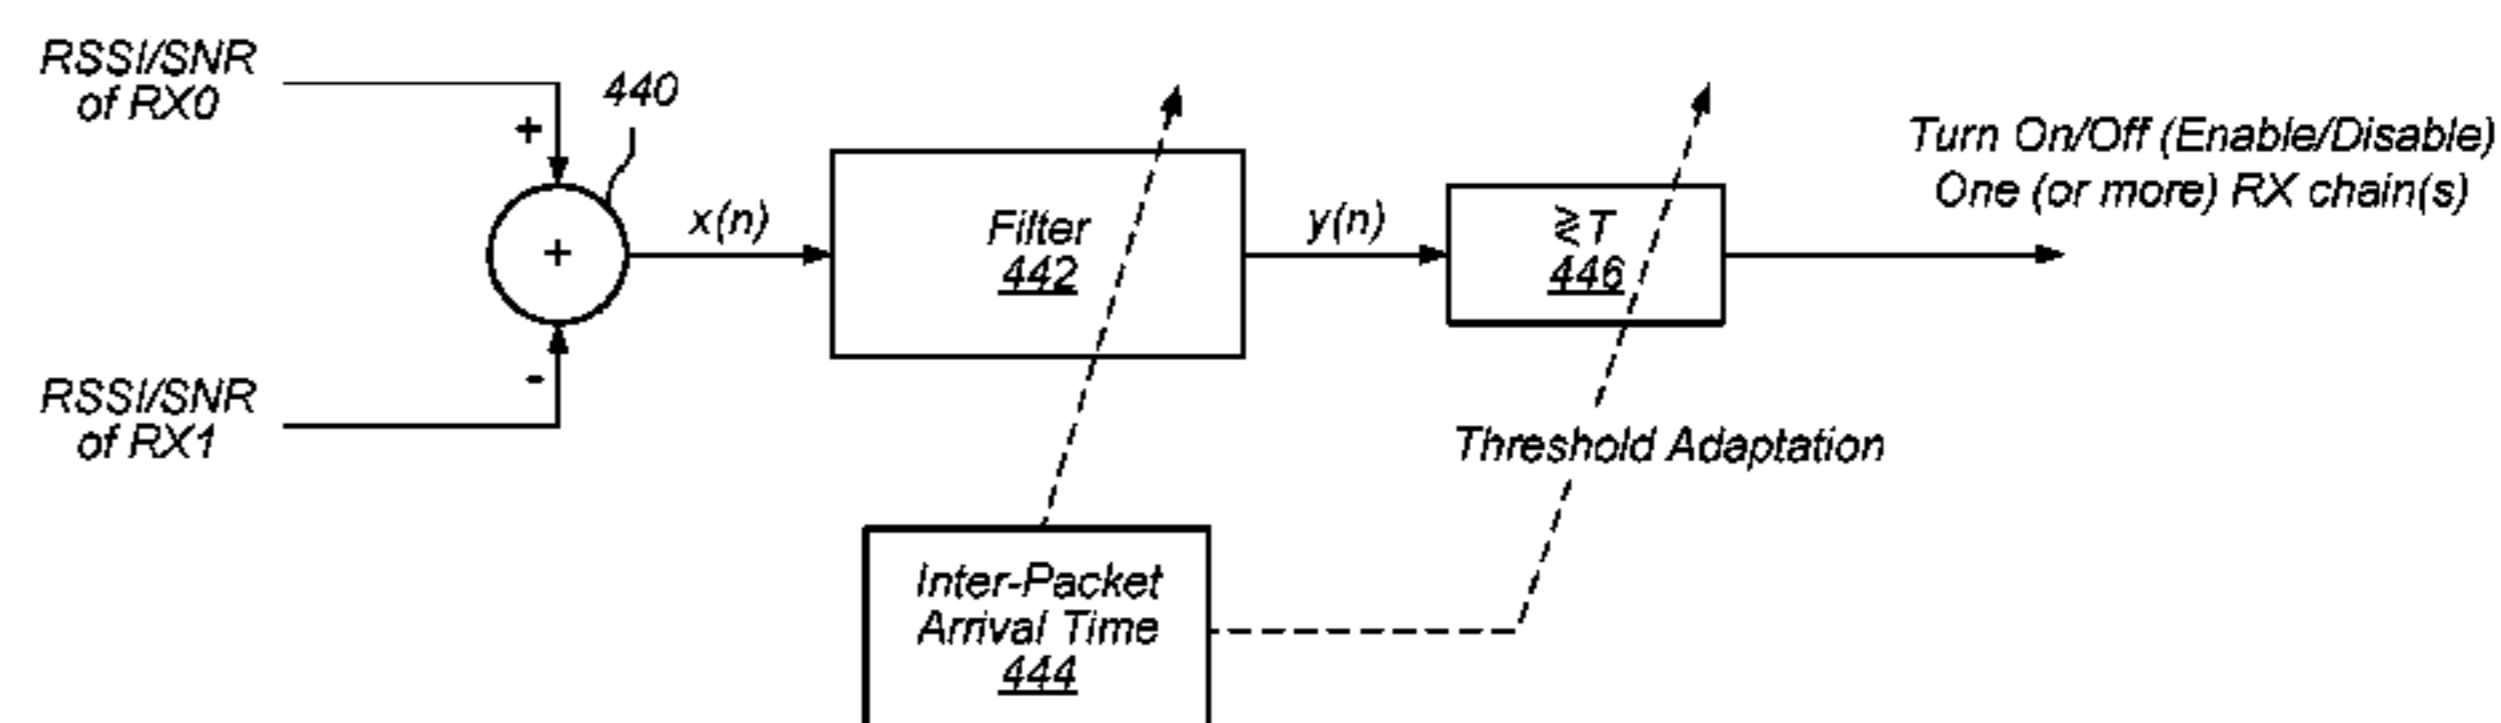 RSSI/SNR
of RX0
+
440
Turn On/Off (Enable/Disable)
One (or more) RX chain(s)
+
x(n)
Filter
442
y(n)
≷ T
446
-
RSSI/SNR
of RX1
Threshold Adaptation
Inter-Packet
Arrival Time
444